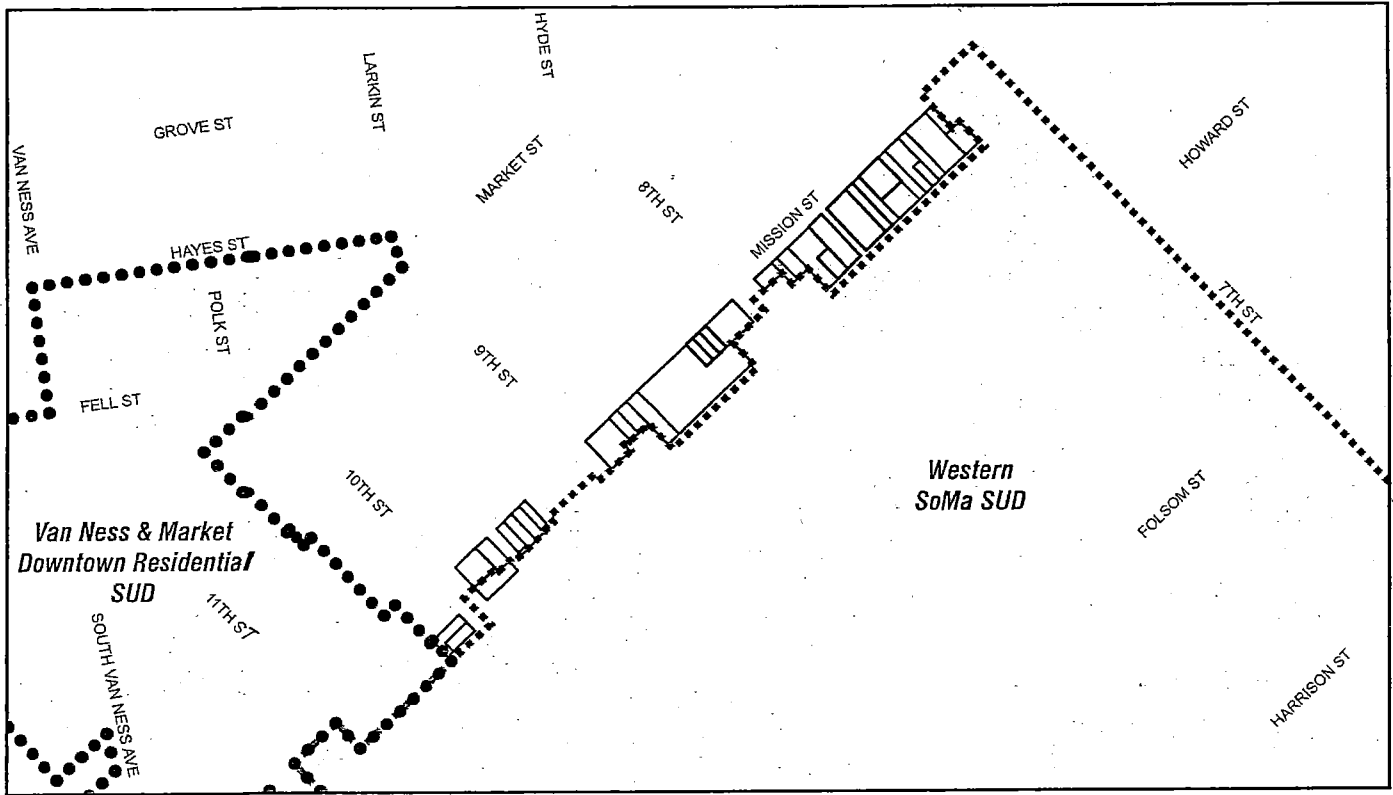 HYDE ST
LARKIN ST
GROVE ST
VAN NESS AVE
MARKET ST
HOWARD ST
8TH ST
MISSION ST
HAYES ST
POLK ST
7TH ST
9TH ST
FELL ST
10TH ST
Western
SoMa SUD
FOLSOM ST
Van Ness & Market
Downtown Residential
SUD
11TH ST
SOUTH VAN NESS AVE
HARRISON ST